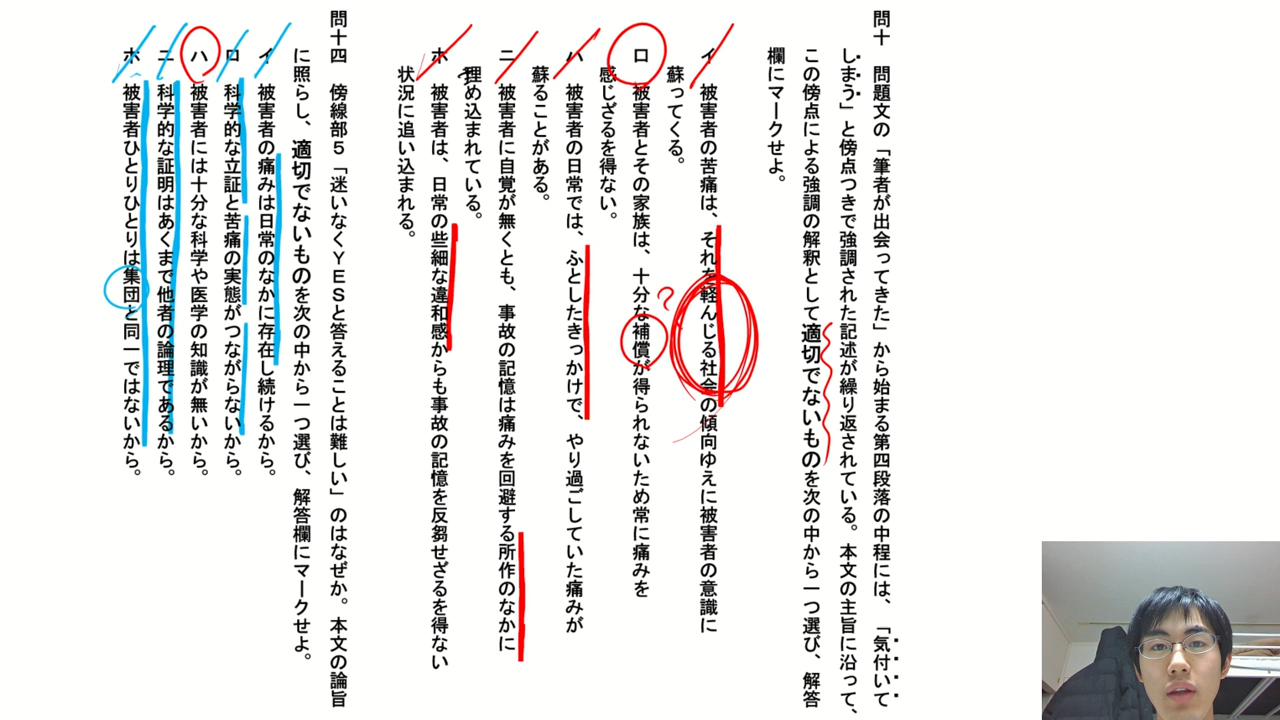 問十　問題文の「筆者が出会ってきた」から始まる第四段落の中程には、「気付いて
しまう」と傍点つきで強調された記述が繰り返されている。本文の主旨に沿って、
この傍点による強調の解釈として適切でないものを次の中から一つ選び、解答
欄にマークせよ。
イ　被害者の苦痛は、それを軽んじる社会の傾向ゆえに被害者の意識に
蘇ってくる。
ロ　被害者とその家族は、十分な補償が得られないため常に痛みを
感じざるを得ない。
ハ　被害者の日常では、ふとしたきっかけで、やり過ごしていた痛みが
蘇ることがある。
ニ　被害者に自覚が無くとも、事故の記憶は痛みを回避する所作のなかに
埋め込まれている。
ホ　被害者は、日常の些細な違和感からも事故の記憶を反芻せざるを得ない
状況に追い込まれる。
問十四　傍線部５「迷いなくＹＥＳと答えることは難しい」のはなぜか。本文の論旨
に照らし、適切でないものを次の中から一つ選び、解答欄にマークせよ。
イ　被害者の痛みは日常のなかに存在し続けるから。
ロ　科学的な立証と苦痛の実態がつながらないから。
ハ　被害者には十分な科学や医学の知識が無いから。
ニ　科学的な証明はあくまで他者の論理であるから。
ホ　被害者ひとりひとりは集団と同一ではないから。